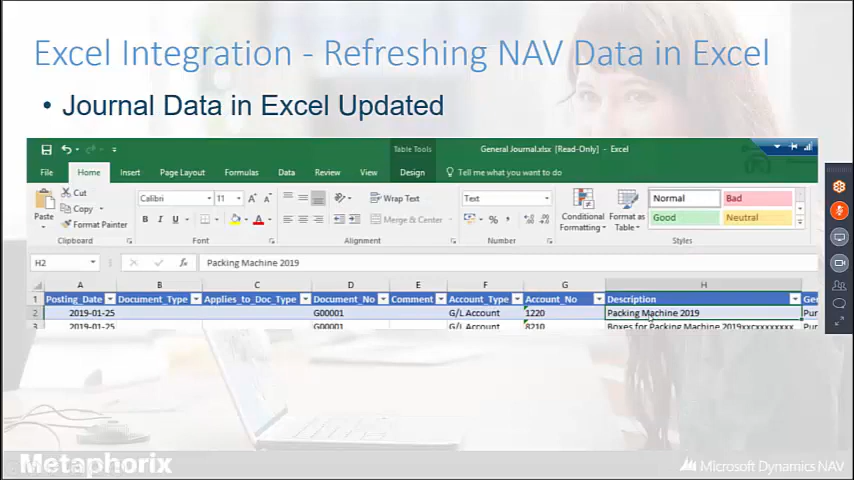 Excel Integration - Refreshing NAV Data in Excel
• Journal Data in Excel Updated
Table Tools
General Journal.xlsx [Read-Only] - Excel
File Home Insert Page Layout Formulas Data Review View Design Tell me what you want to do
Paste
Cut
Copy
Format Painter
Clipboard
Calibri 11
B I U
Font
Wrap Text
Merge & Center
Alignment
Text
Number
Conditional Formatting
Format as Table
Normal Bad
Good Neutral
Styles
H2 fx Packing Machine 2019
A B C D E F G H
1 Posting_Date Document_Type Applies_to_Doc_Type Document_No Comment Account_Type Account_No Description Ge
2 2019-01-25 G00001 G/L Account 1220 Packing Machine 2019 Pur
3 2019-01-25 G00001 G/L Account 8210
Metaphorix
Microsoft Dynamics NAV